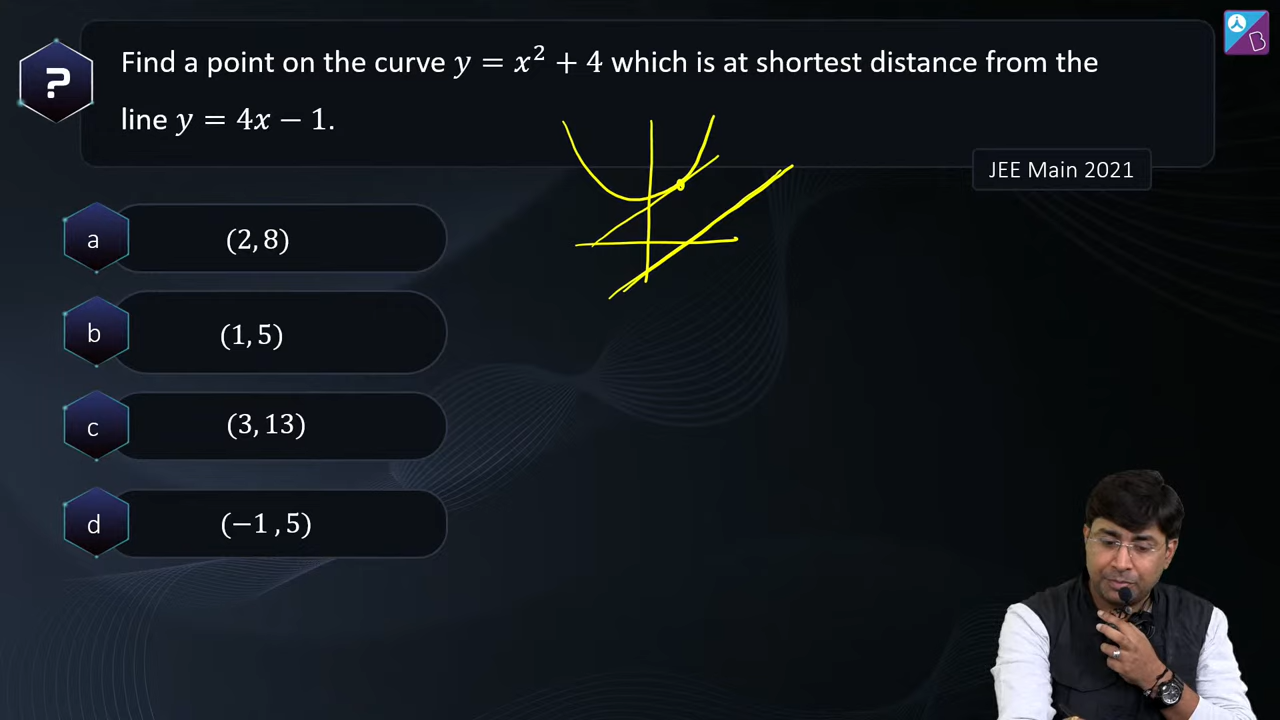 ?
Find a point on the curve y = x² + 4 which is at shortest distance from the
line y = 4x − 1.
JEE Main 2021
a (2, 8)
b (1, 5)
c (3, 13)
d (−1 , 5)
B